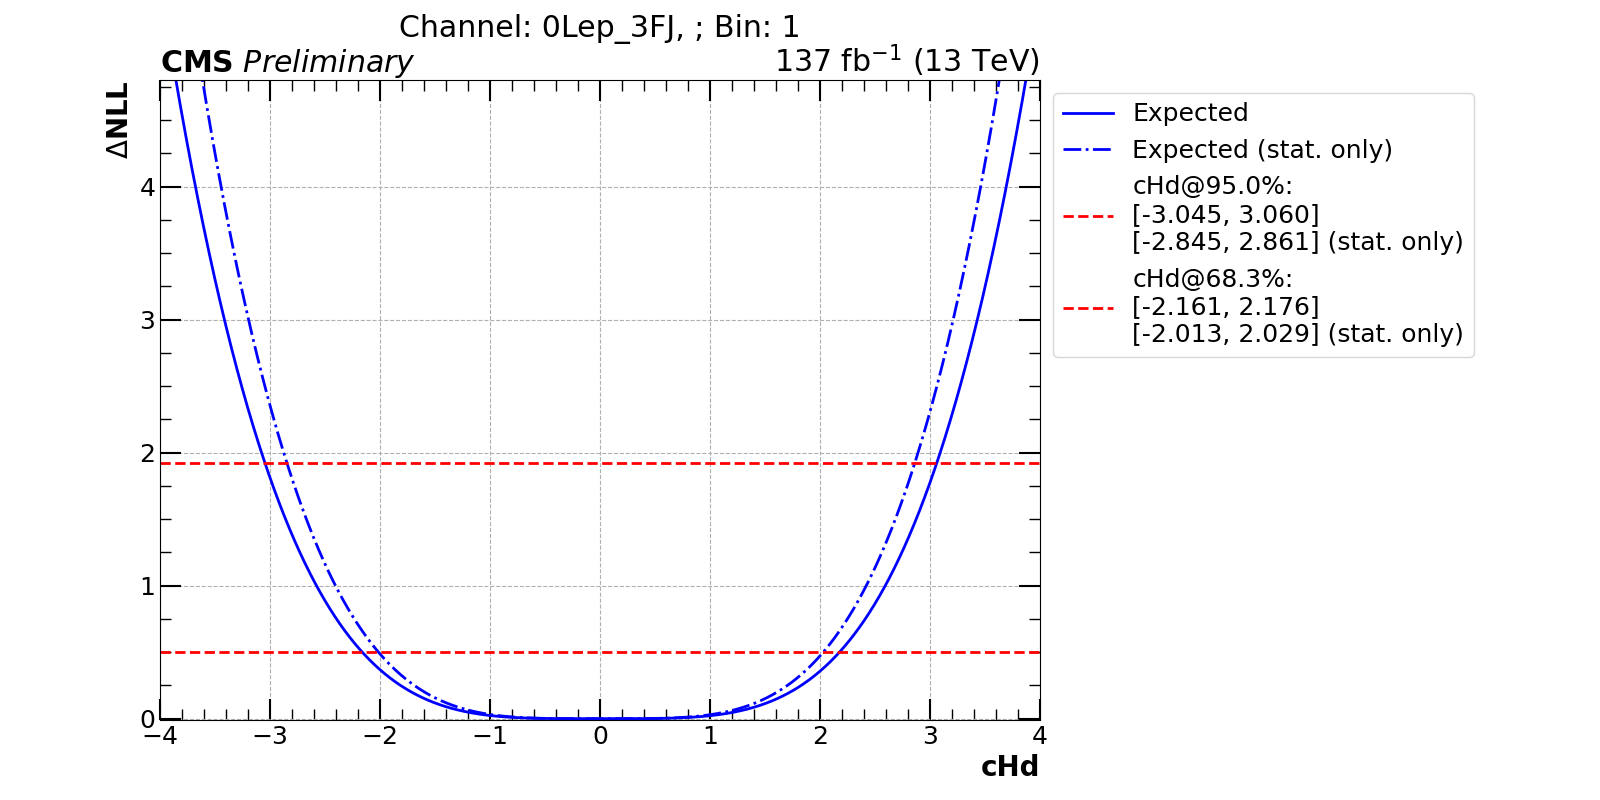 Channel: 0Lep_3FJ, ; Bin: 1
CMS Preliminary 137 fb⁻¹ (13 TeV)
ΔNLL
4
3
2
1
0
−4 −3 −2 −1 0 1 2 3 4
cHd
Expected
Expected (stat. only)
cHd@95.0%:
[-3.045, 3.060]
[-2.845, 2.861] (stat. only)
cHd@68.3%:
[-2.161, 2.176]
[-2.013, 2.029] (stat. only)